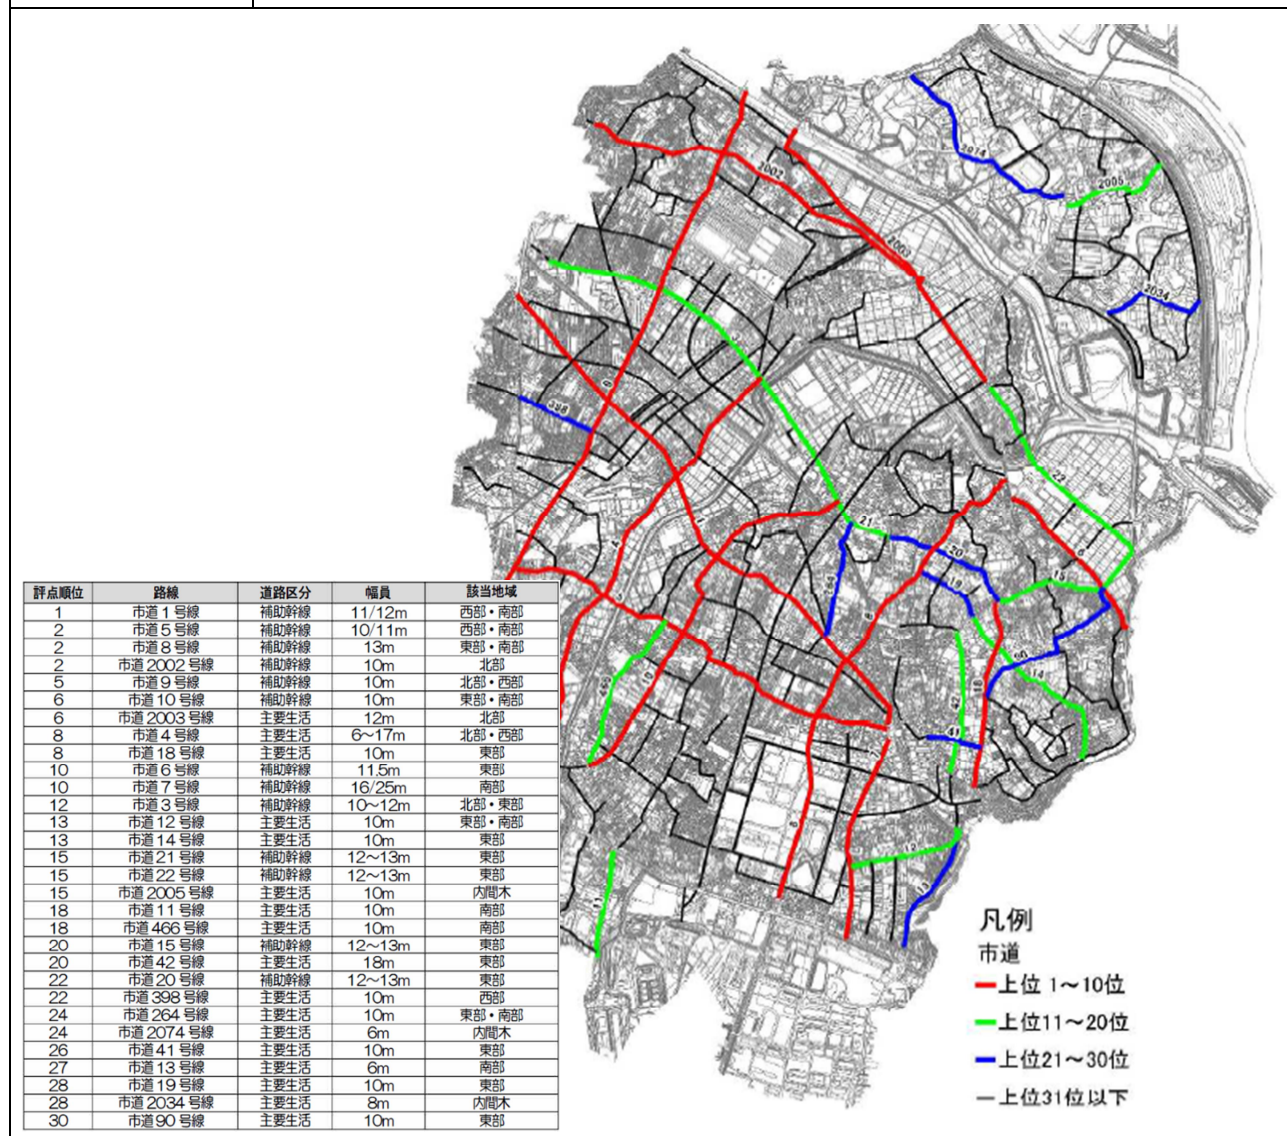 評点順位 路線 道路区分 幅員 該当地域
1 市道1号線 補助幹線 11/12m 西部・南部
2 市道5号線 補助幹線 10/11m 西部・南部
2 市道8号線 補助幹線 13m 東部・南部
2 市道2002号線 補助幹線 10m 北部
5 市道9号線 補助幹線 10m 北部・西部
6 市道10号線 補助幹線 10m 東部・南部
6 市道2003号線 主要生活 12m 北部
8 市道4号線 主要生活 6～17m 北部・西部
8 市道18号線 主要生活 10m 東部
10 市道6号線 補助幹線 11.5m 東部
10 市道7号線 補助幹線 16/25m 南部
12 市道3号線 補助幹線 10～12m 北部・東部
13 市道12号線 主要生活 10m 東部・南部
13 市道14号線 主要生活 10m 東部
15 市道21号線 補助幹線 12～13m 東部
15 市道22号線 補助幹線 12～13m 東部
15 市道2005号線 主要生活 10m 内間木
18 市道11号線 主要生活 10m 南部
18 市道466号線 主要生活 10m 南部
20 市道15号線 補助幹線 12～13m 東部
20 市道42号線 主要生活 18m 東部
22 市道20号線 補助幹線 12～13m 東部
22 市道398号線 主要生活 10m 西部
24 市道264号線 主要生活 10m 東部・南部
24 市道2074号線 主要生活 6m 内間木
26 市道41号線 主要生活 10m 東部
27 市道13号線 主要生活 6m 南部
28 市道19号線 主要生活 10m 東部
28 市道2034号線 主要生活 8m 内間木
30 市道90号線 主要生活 10m 東部
2002
2003
2005
2034
398
22
21
20
19
14
18
10
41
12
11
13
凡例
市道
上位 1～10位
上位11～20位
上位21～30位
上位31位以下